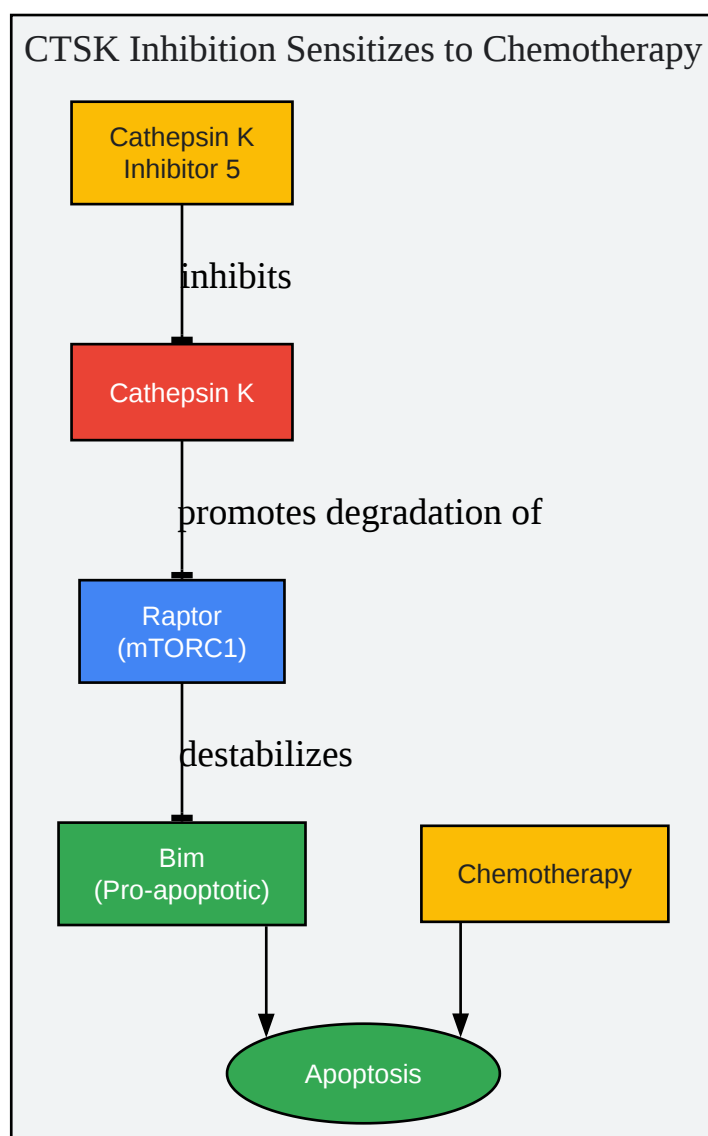 CTSK Inhibition Sensitizes to Chemotherapy
Cathepsin K
Inhibitor 5
inhibits
Cathepsin K
promotes degradation of
Raptor
(mTORC1)
destabilizes
Bim
(Pro-apoptotic)
Chemotherapy
Apoptosis